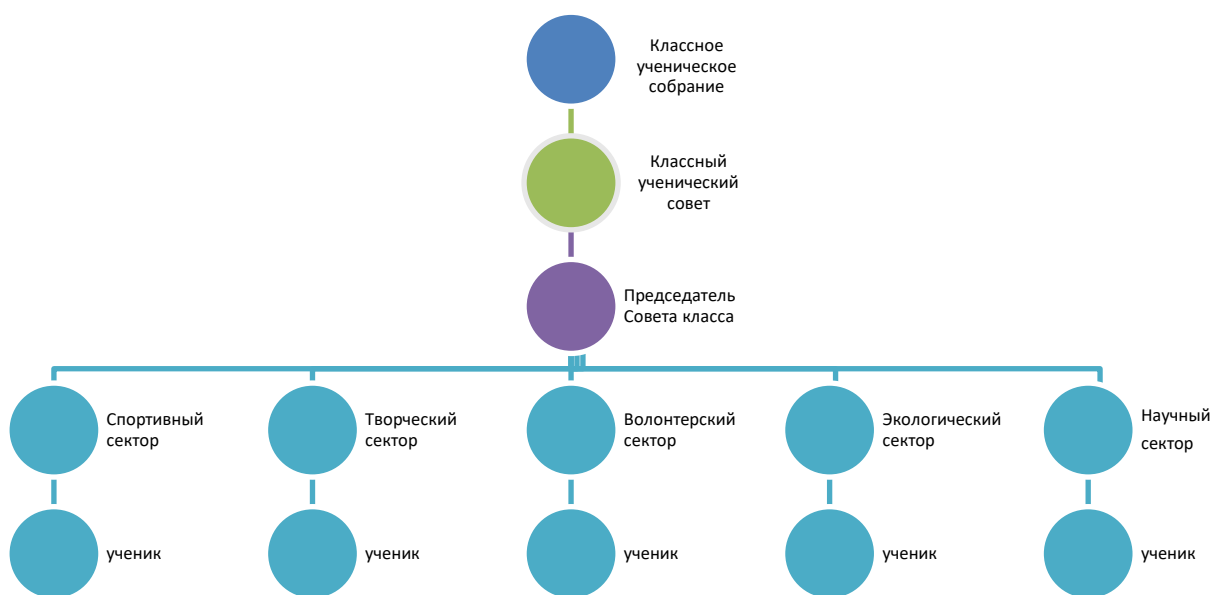 Классное
ученическое
собрание
Классный
ученический
совет
Председатель
Совета класса
Спортивный
сектор
Творческий
сектор
Волонтерский
сектор
Экологический
сектор
Научный
сектор
ученик
ученик
ученик
ученик
ученик